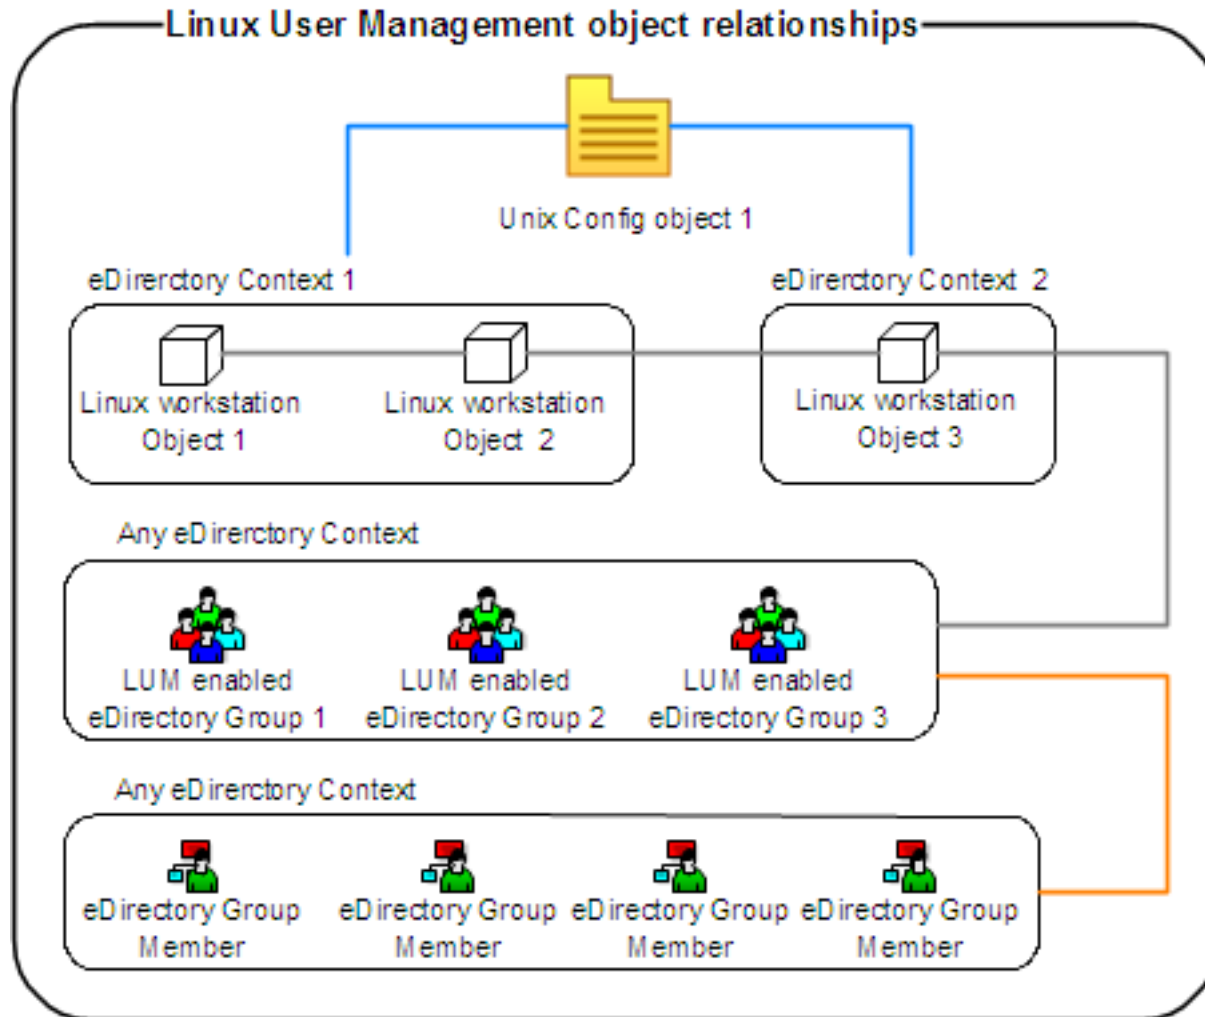 Linux User Management object relationships
Unix Config object 1
eDirerctory Context 1
eDirerctory Context 2
Linux workstation
Object 1
Linux workstation
Object 2
Linux workstation
Object 3
Any eDirerctory Context
LUM enabled
eDirectory Group 1
LUM enabled
eDirectory Group 2
LUM enabled
eDirectory Group 3
Any eDirerctory Context
eDirectory Group
Member
eDirectory Group
Member
eDirectory Group
Member
eDirectory Group
Member